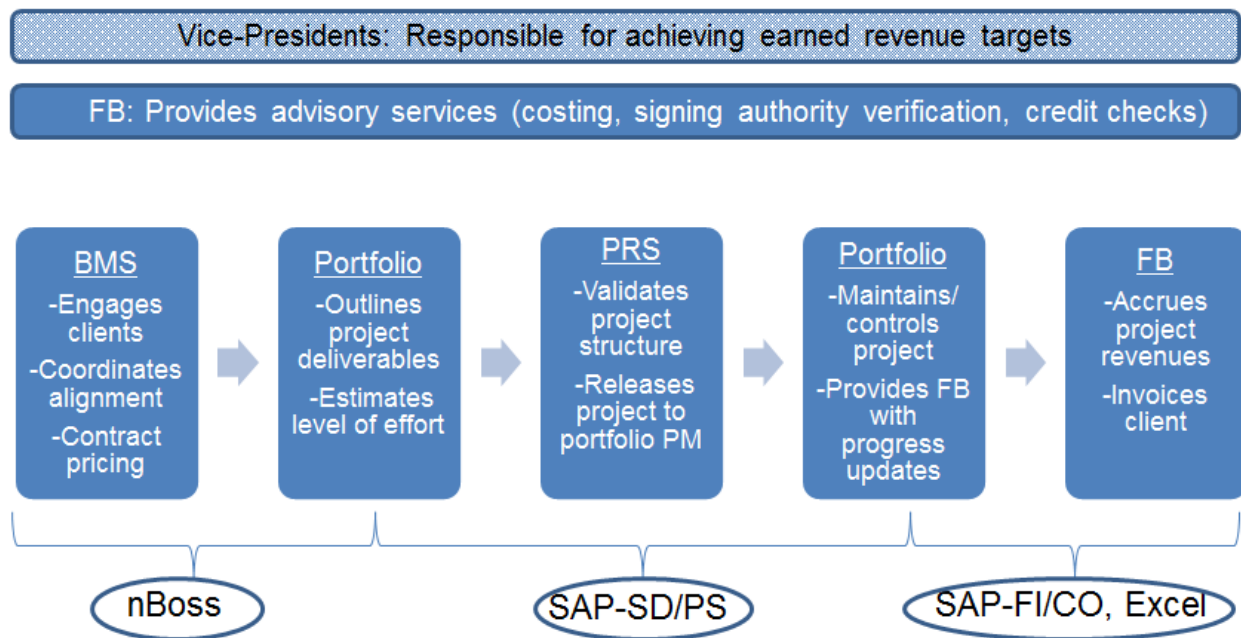 Vice-Presidents: Responsible for achieving earned revenue targets
FB: Provides advisory services (costing, signing authority verification, credit checks)
BMS
-Engages
clients
-Coordinates
alignment
-Contract
pricing
Portfolio
-Outlines
project
deliverables
-Estimates
level of effort
PRS
-Validates
project
structure
-Releases
project to
portfolio PM
Portfolio
-Maintains/
controls
project
-Provides FB
with
progress
updates
FB
-Accrues
project
revenues
-Invoices
client
nBoss
SAP-SD/PS
SAP-FI/CO, Excel